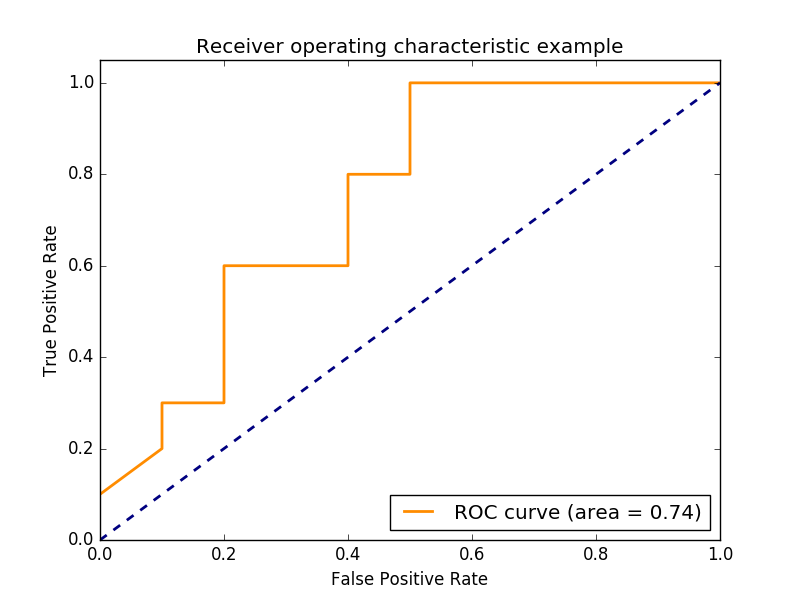 Receiver operating characteristic example
1.0
0.8
0.6
0.4
0.2
0.0
True Positive Rate
ROC curve (area = 0.74)
0.0 0.2 0.4 0.6 0.8 1.0
False Positive Rate